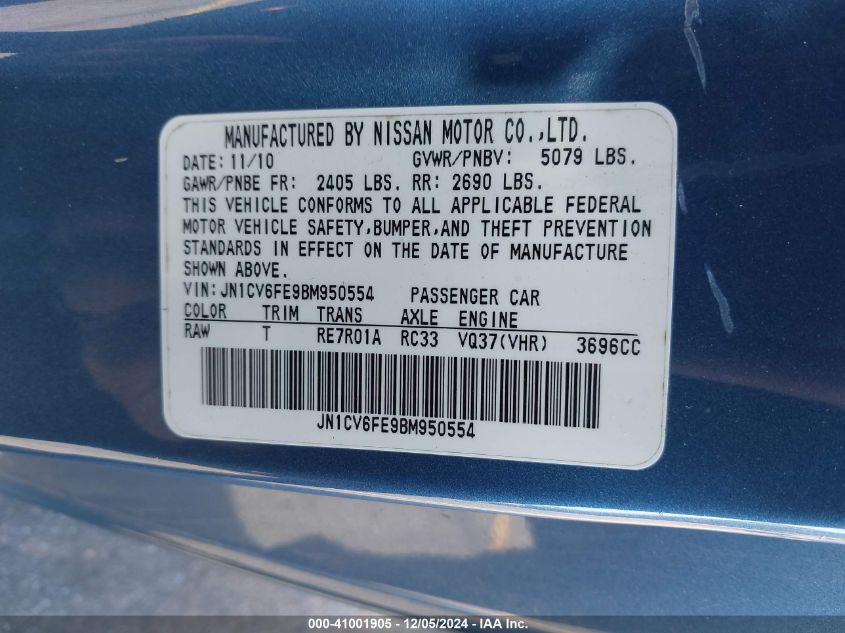 MANUFACTURED BY NISSAN MOTOR CO.,LTD.
DATE: 11/10 GVWR/PNBV: 5079 LBS.
GAWR/PNBE FR: 2405 LBS. RR: 2690 LBS.
THIS VEHICLE CONFORMS TO ALL APPLICABLE FEDERAL
MOTOR VEHICLE SAFETY,BUMPER,AND THEFT PREVENTION
STANDARDS IN EFFECT ON THE DATE OF MANUFACTURE
SHOWN ABOVE.
VIN:JN1CV6FE9BM950554 PASSENGER CAR
COLOR TRIM TRANS AXLE ENGINE
RAW T RE7R01A RC33 VQ37(VHR) 3696CC
JN1CV6FE9BM950554
000-41001905 - 12/05/2024 - IAA Inc.